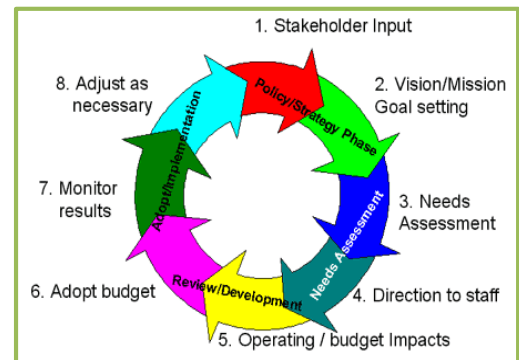 1. Stakeholder Input
2. Vision/Mission
Goal setting
3. Needs
Assessment
4. Direction to staff
5. Operating / budget Impacts
6. Adopt budget
7. Monitor
results
8. Adjust as
necessary
Policy/Strategy Phase
Needs Assessment
Review/Development
Adopt/Implementation